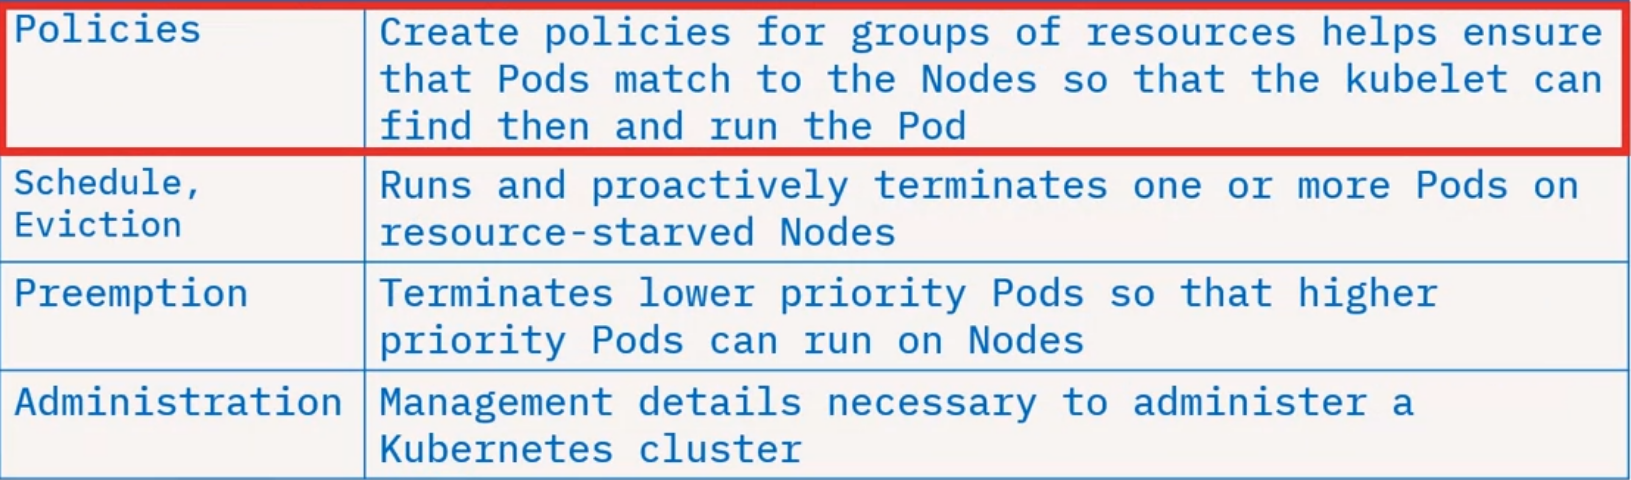 Policies
Create policies for groups of resources helps ensure
that Pods match to the Nodes so that the kubelet can
find then and run the Pod
Schedule,
Eviction
Runs and proactively terminates one or more Pods on
resource-starved Nodes
Preemption
Terminates lower priority Pods so that higher
priority Pods can run on Nodes
Administration
Management details necessary to administer a
Kubernetes cluster